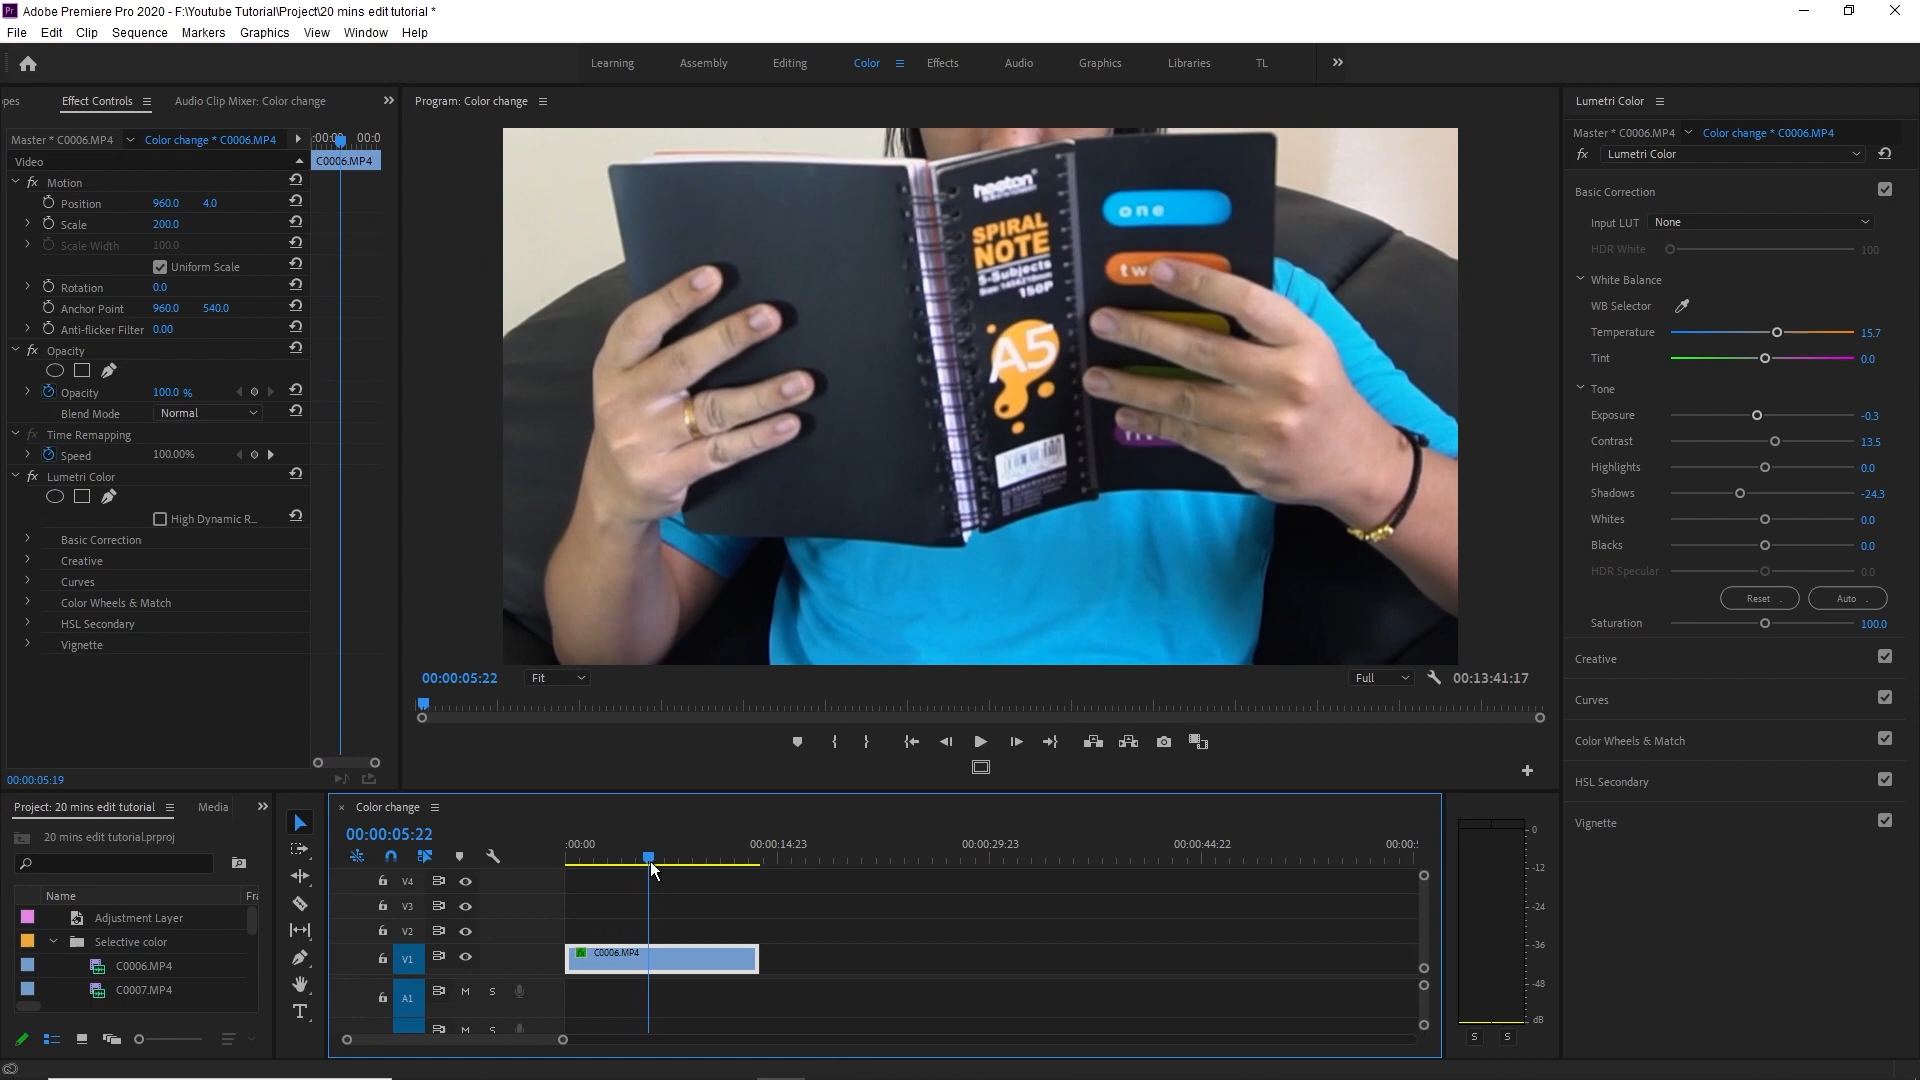 Adobe Premiere Pro 2020 - F:\Youtube Tutorial\Project\20 mins edit tutorial *
File Edit Clip Sequence Markers Graphics View Window Help
Learning Assembly Editing Color Effects Audio Graphics Libraries TL
Effect Controls Audio Clip Mixer: Color change
Master * C0006.MP4 Color change * C0006.MP4
C0006.MP4
Video
fx Motion
Position 960.0 4.0
Scale 200.0
Scale Width 100.0
Uniform Scale
Rotation 0.0
Anchor Point 960.0 540.0
Anti-flicker Filter 0.00
fx Opacity
Opacity 100.0 %
Blend Mode Normal
fx Time Remapping
Speed 100.00%
fx Lumetri Color
High Dynamic R...
Basic Correction
Creative
Curves
Color Wheels & Match
HSL Secondary
Vignette
00:00:05:19
Program: Color change
heeton
SPIRAL
NOTE
5-Subjects
150P
A5
one
00:00:05:22 Fit Full 00:13:41:17
Lumetri Color
Master * C0006.MP4 Color change * C0006.MP4
fx Lumetri Color
Basic Correction
Input LUT None
HDR White 100
White Balance
WB Selector
Temperature 15.7
Tint 0.0
Tone
Exposure -0.3
Contrast 13.5
Highlights 0.0
Shadows -24.3
Whites 0.0
Blacks 0.0
HDR Specular 0.0
Reset Auto
Saturation 100.0
Creative
Curves
Color Wheels & Match
HSL Secondary
Vignette
Project: 20 mins edit tutorial Media
20 mins edit tutorial.prproj
Name
Adjustment Layer
Selective color
C0006.MP4
C0007.MP4
Color change
00:00:05:22
:00:00 00:00:14:23 00:00:29:23 00:00:44:22
V4
V3
V2
V1 C0006.MP4
A1 M S
M S
0
-12
-24
-36
-48
dB
S S